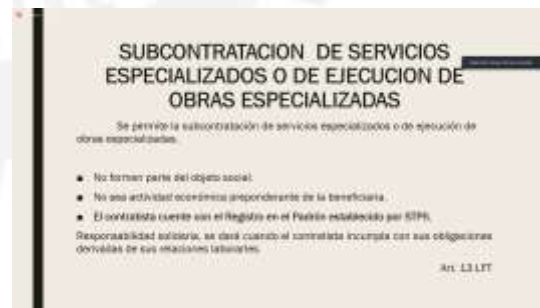 SUBCONTRATACION DE SERVICIOS
ESPECIALIZADOS O DE EJECUCION DE
OBRAS ESPECIALIZADAS
Se permite la subcontratación de servicios especializados o de ejecución de
obras especializadas.
■ No formen parte del objeto social.
■ No sea actividad económica preponderante de la beneficiaria.
■ El contratista cuente con el Registro en el Padrón establecido por STPS.
Responsabilidad solidaria, se dará cuando el contratista incumpla con sus obligaciones
derivadas de sus relaciones laborales.
Art. 13 LFT